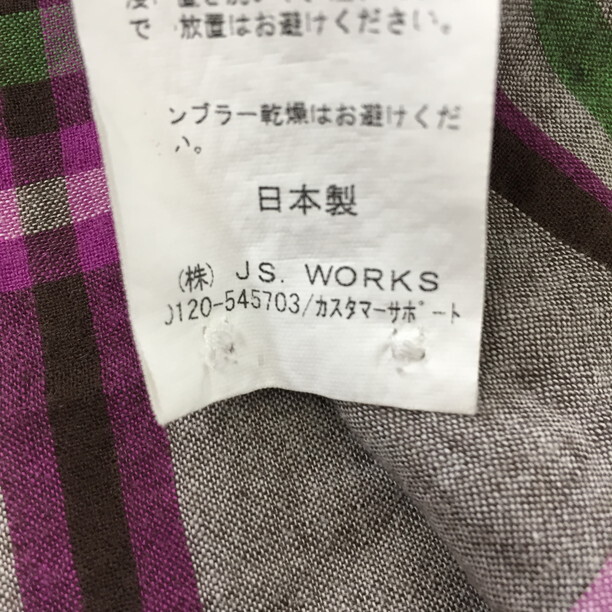 で 放置はお避けください。
ンブラー乾燥はお避けくだ
い。
日本製
(株) JS. WORKS
0120-545703/カスタマーサポート